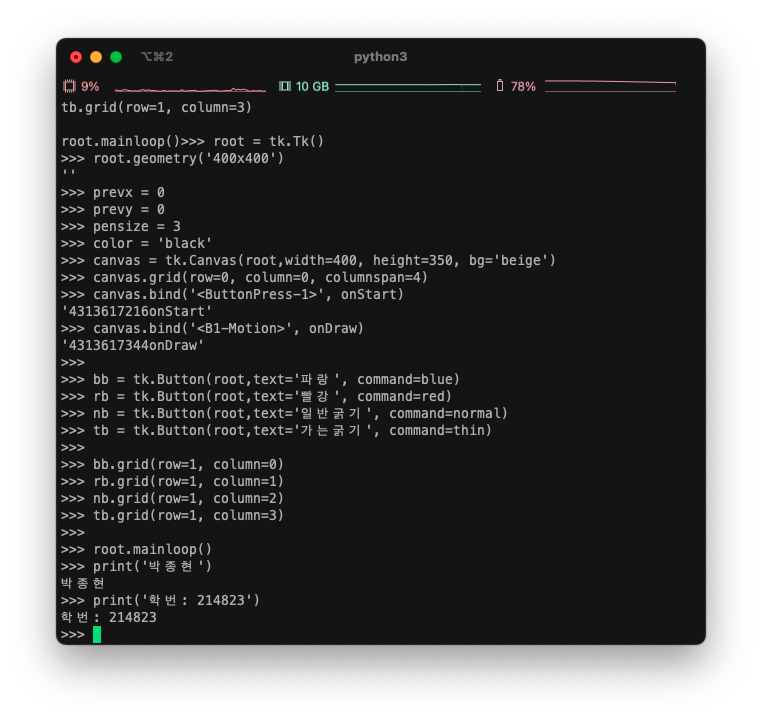 ⌥⌘2 python3
9% 10 GB 78%
tb.grid(row=1, column=3)
root.mainloop()>>> root = tk.Tk()
>>> root.geometry('400x400')
''
>>> prevx = 0
>>> prevy = 0
>>> pensize = 3
>>> color = 'black'
>>> canvas = tk.Canvas(root,width=400, height=350, bg='beige')
>>> canvas.grid(row=0, column=0, columnspan=4)
>>> canvas.bind('<ButtonPress-1>', onStart)
'4313617216onStart'
>>> canvas.bind('<B1-Motion>', onDraw)
'4313617344onDraw'
>>>
>>> bb = tk.Button(root,text='파랑', command=blue)
>>> rb = tk.Button(root,text='빨강', command=red)
>>> nb = tk.Button(root,text='일반굵기', command=normal)
>>> tb = tk.Button(root,text='가는굵기', command=thin)
>>>
>>> bb.grid(row=1, column=0)
>>> rb.grid(row=1, column=1)
>>> nb.grid(row=1, column=2)
>>> tb.grid(row=1, column=3)
>>>
>>> root.mainloop()
>>> print('박종현')
박종현
>>> print('학번: 214823')
학번: 214823
>>>